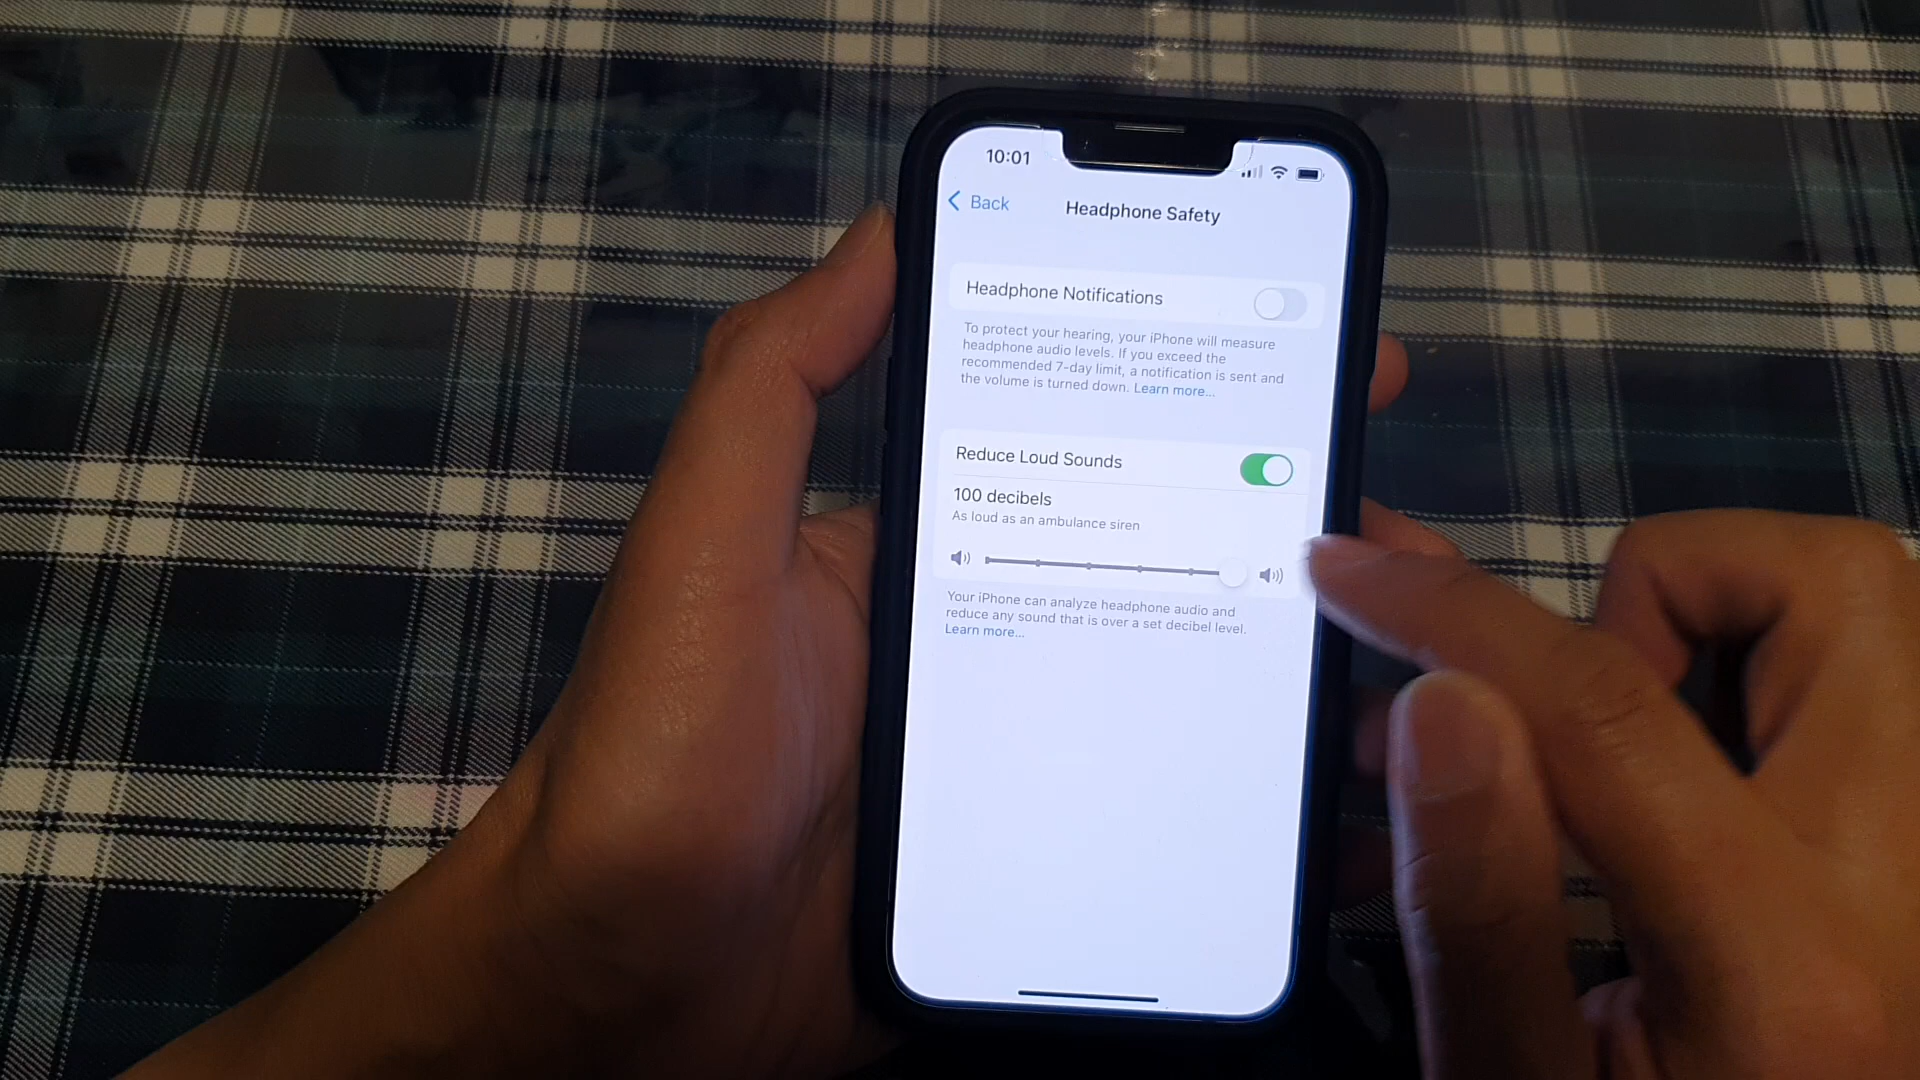 10:01
Back
Headphone Safety
Headphone Notifications
To protect your hearing, your iPhone will measure
headphone audio levels. If you exceed the
recommended 7-day limit, a notification is sent and
the volume is turned down. Learn more...
Reduce Loud Sounds
100 decibels
As loud as an ambulance siren
Your iPhone can analyze headphone audio and
reduce any sound that is over a set decibel level.
Learn more...